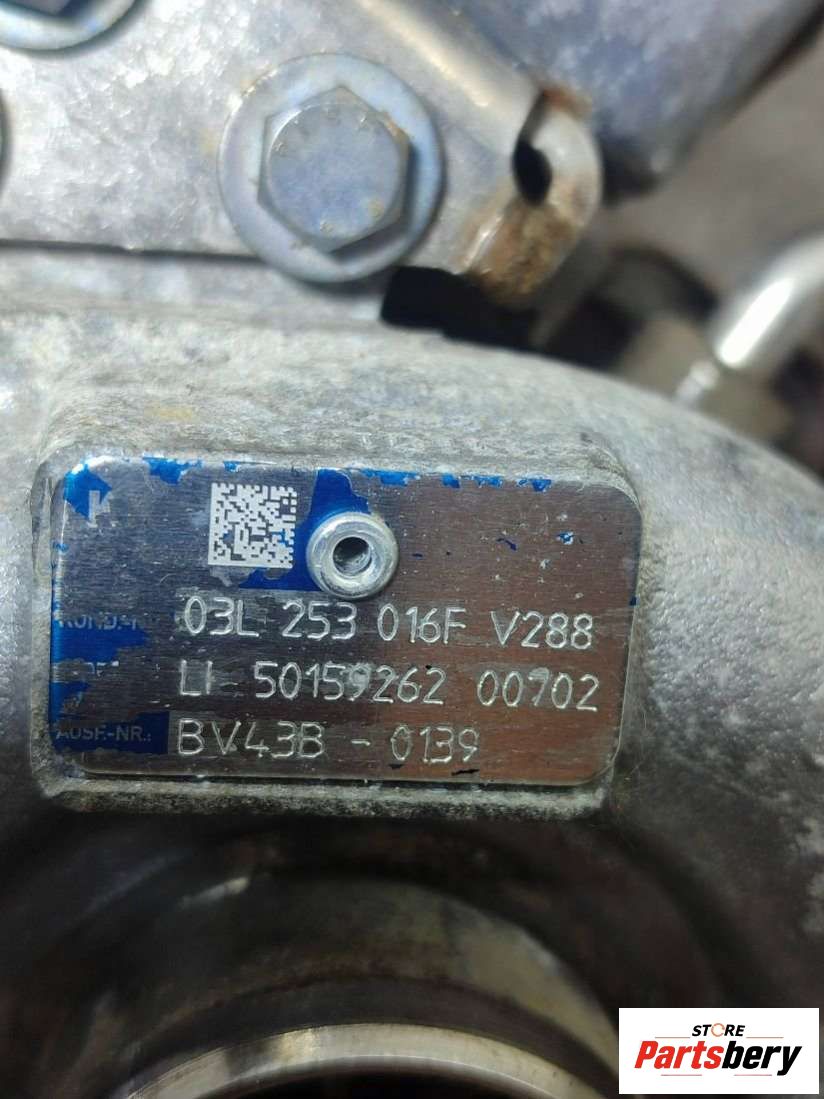 03L 253 016F V288
LI 50159262 00702
AUSF.-NR.: BV43B - 0139
STORE
Partsbery